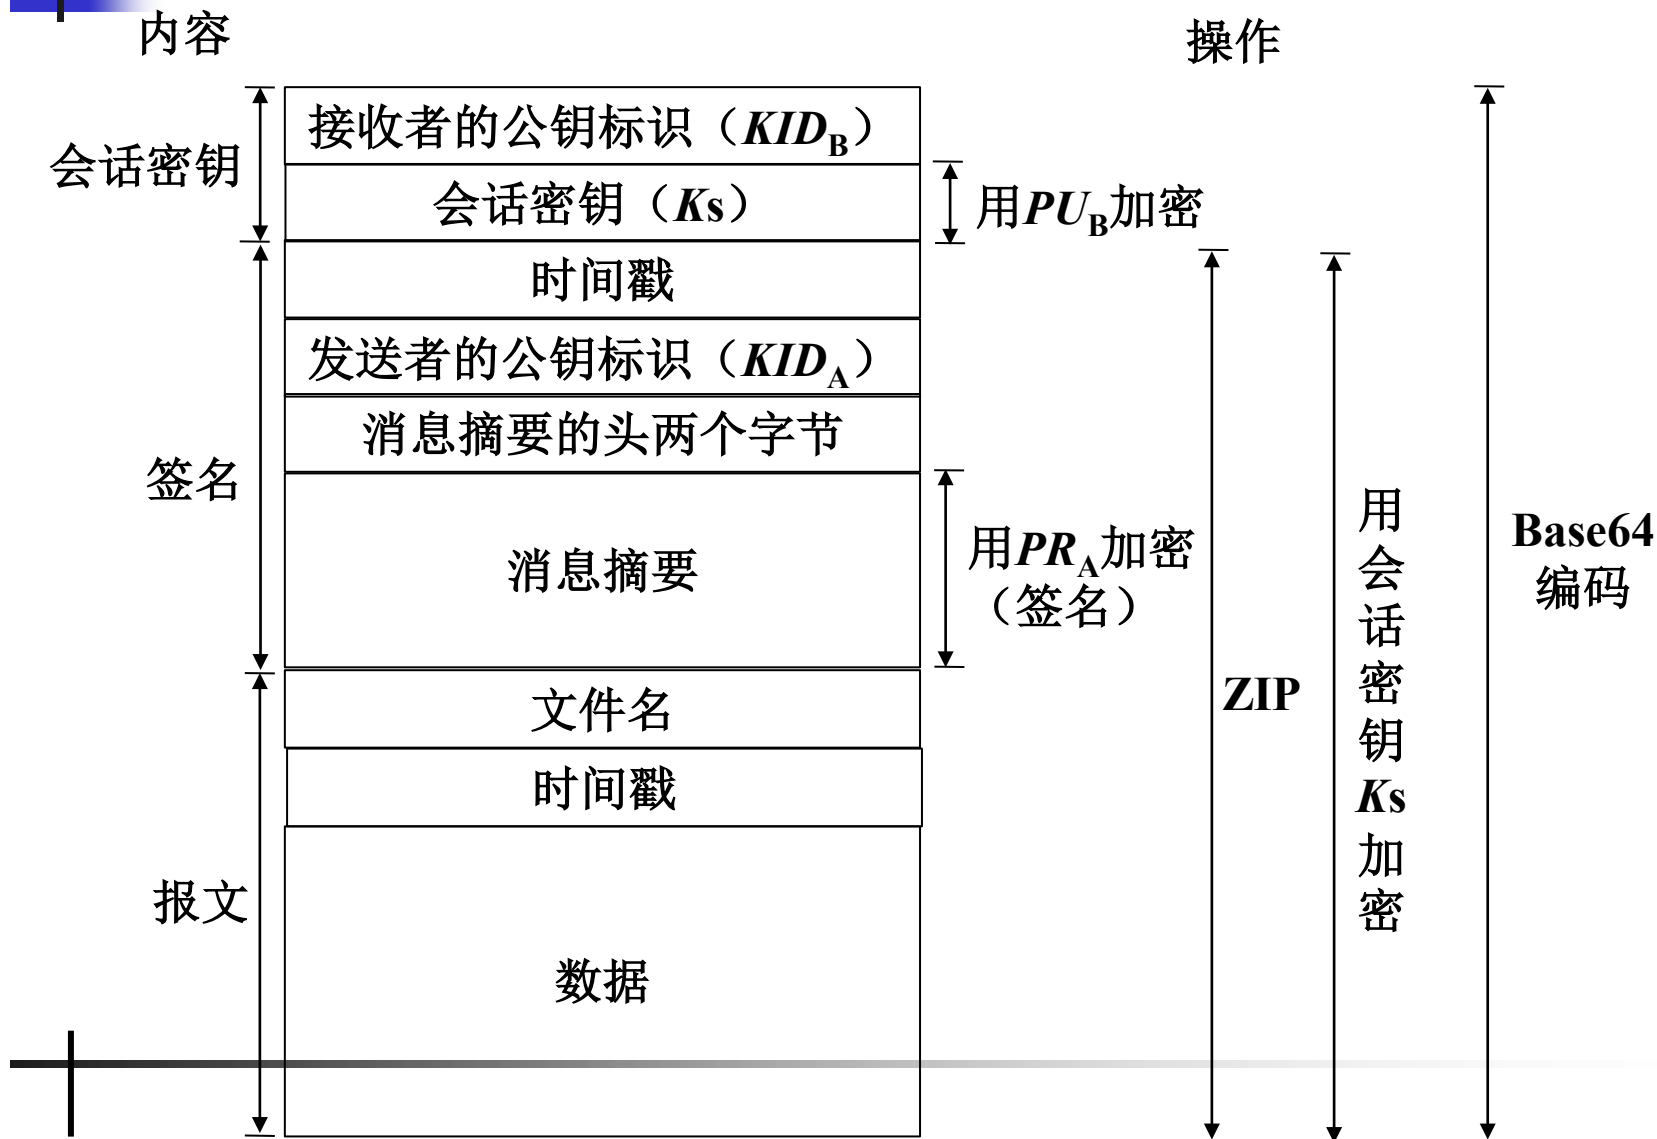 内容
操作
会话密钥
接收者的公钥标识（KIDB）
会话密钥（Ks）
用PUB加密
签名
时间戳
发送者的公钥标识（KIDA）
消息摘要的头两个字节
消息摘要
用PRA加密
（签名）
报文
文件名
时间戳
数据
ZIP
用会话密钥Ks加密
Base64
编码